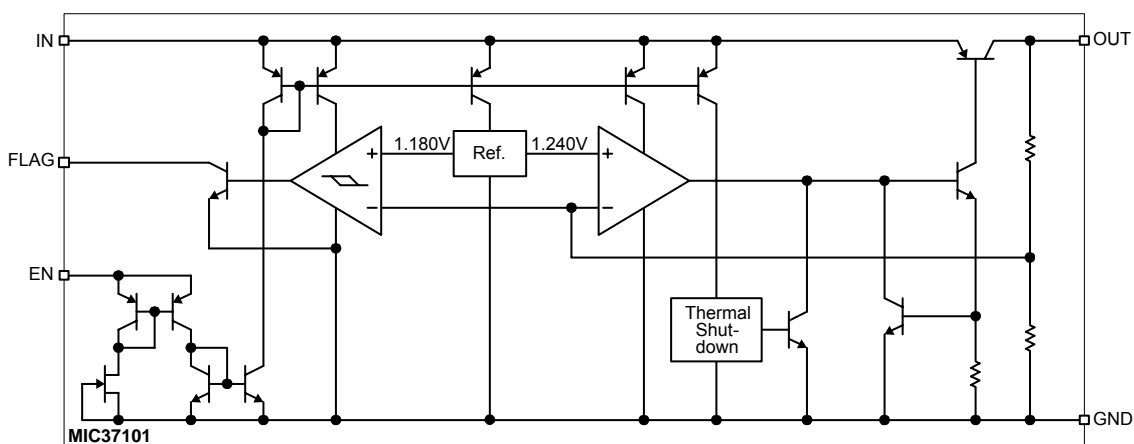 IN
OUT
1.180V
Ref.
1.240V
+
+
FLAG
−
−
EN
Thermal
Shut-
down
GND
MIC37101